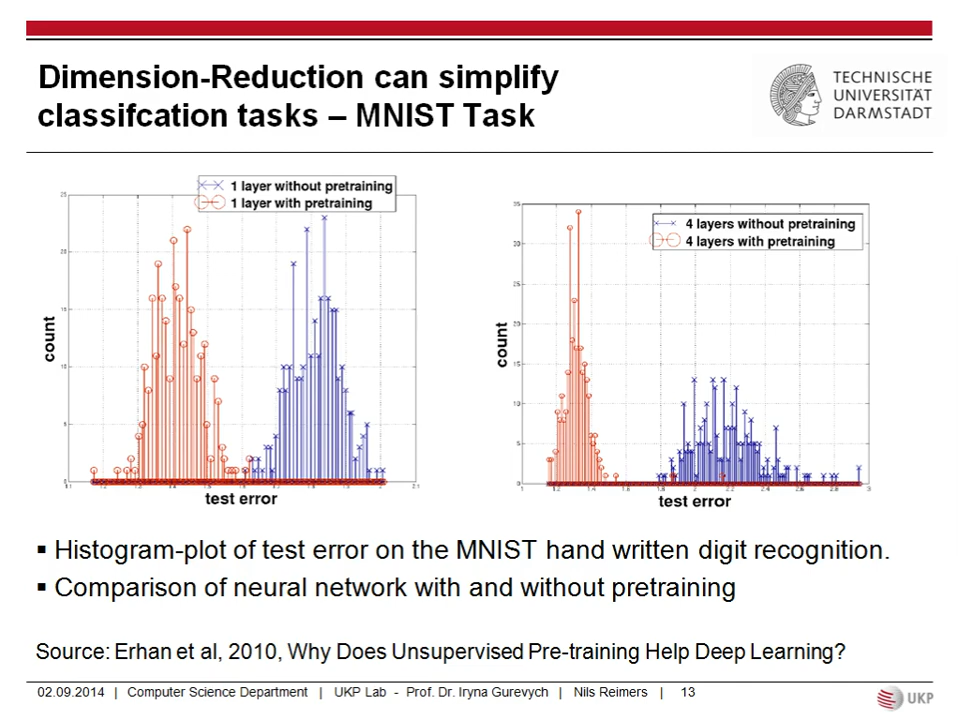 Dimension-Reduction can simplify
classifcation tasks – MNIST Task
TECHNISCHE
UNIVERSITÄT
DARMSTADT
1 layer without pretraining
1 layer with pretraining
count
test error
4 layers without pretraining
4 layers with pretraining
count
test error
▪ Histogram-plot of test error on the MNIST hand written digit recognition.
▪ Comparison of neural network with and without pretraining
Source: Erhan et al, 2010, Why Does Unsupervised Pre-training Help Deep Learning?
02.09.2014 | Computer Science Department | UKP Lab - Prof. Dr. Iryna Gurevych | Nils Reimers | 13
UKP